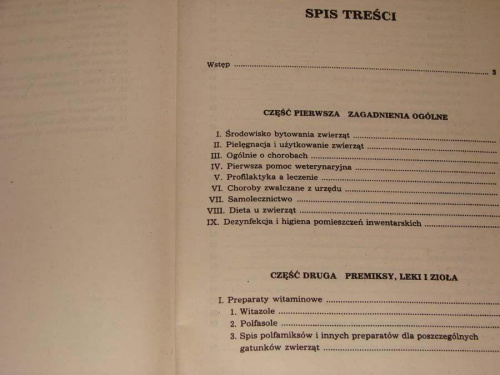 SPIS TREŚCI
Wstęp ........ 5
CZĘŚĆ PIERWSZA ZAGADNIENIA OGÓLNE
I. Środowisko bytowania zwierząt
II. Pielęgnacja i użytkowanie zwierząt
III. Ogólnie o chorobach
IV. Pierwsza pomoc weterynaryjna
V. Profilaktyka a leczenie
VI. Choroby zwalczane z urzędu
VII. Samolecznictwo
VIII. Dieta u zwierząt
IX. Dezynfekcja i higiena pomieszczeń inwentarskich
CZĘŚĆ DRUGA PREMIKSY, LEKI I ZIOŁA
I. Preparaty witaminowe
1. Witazole
2. Polfasole
3. Spis polfamiksów i innych preparatów dla poszczególnych
gatunków zwierząt